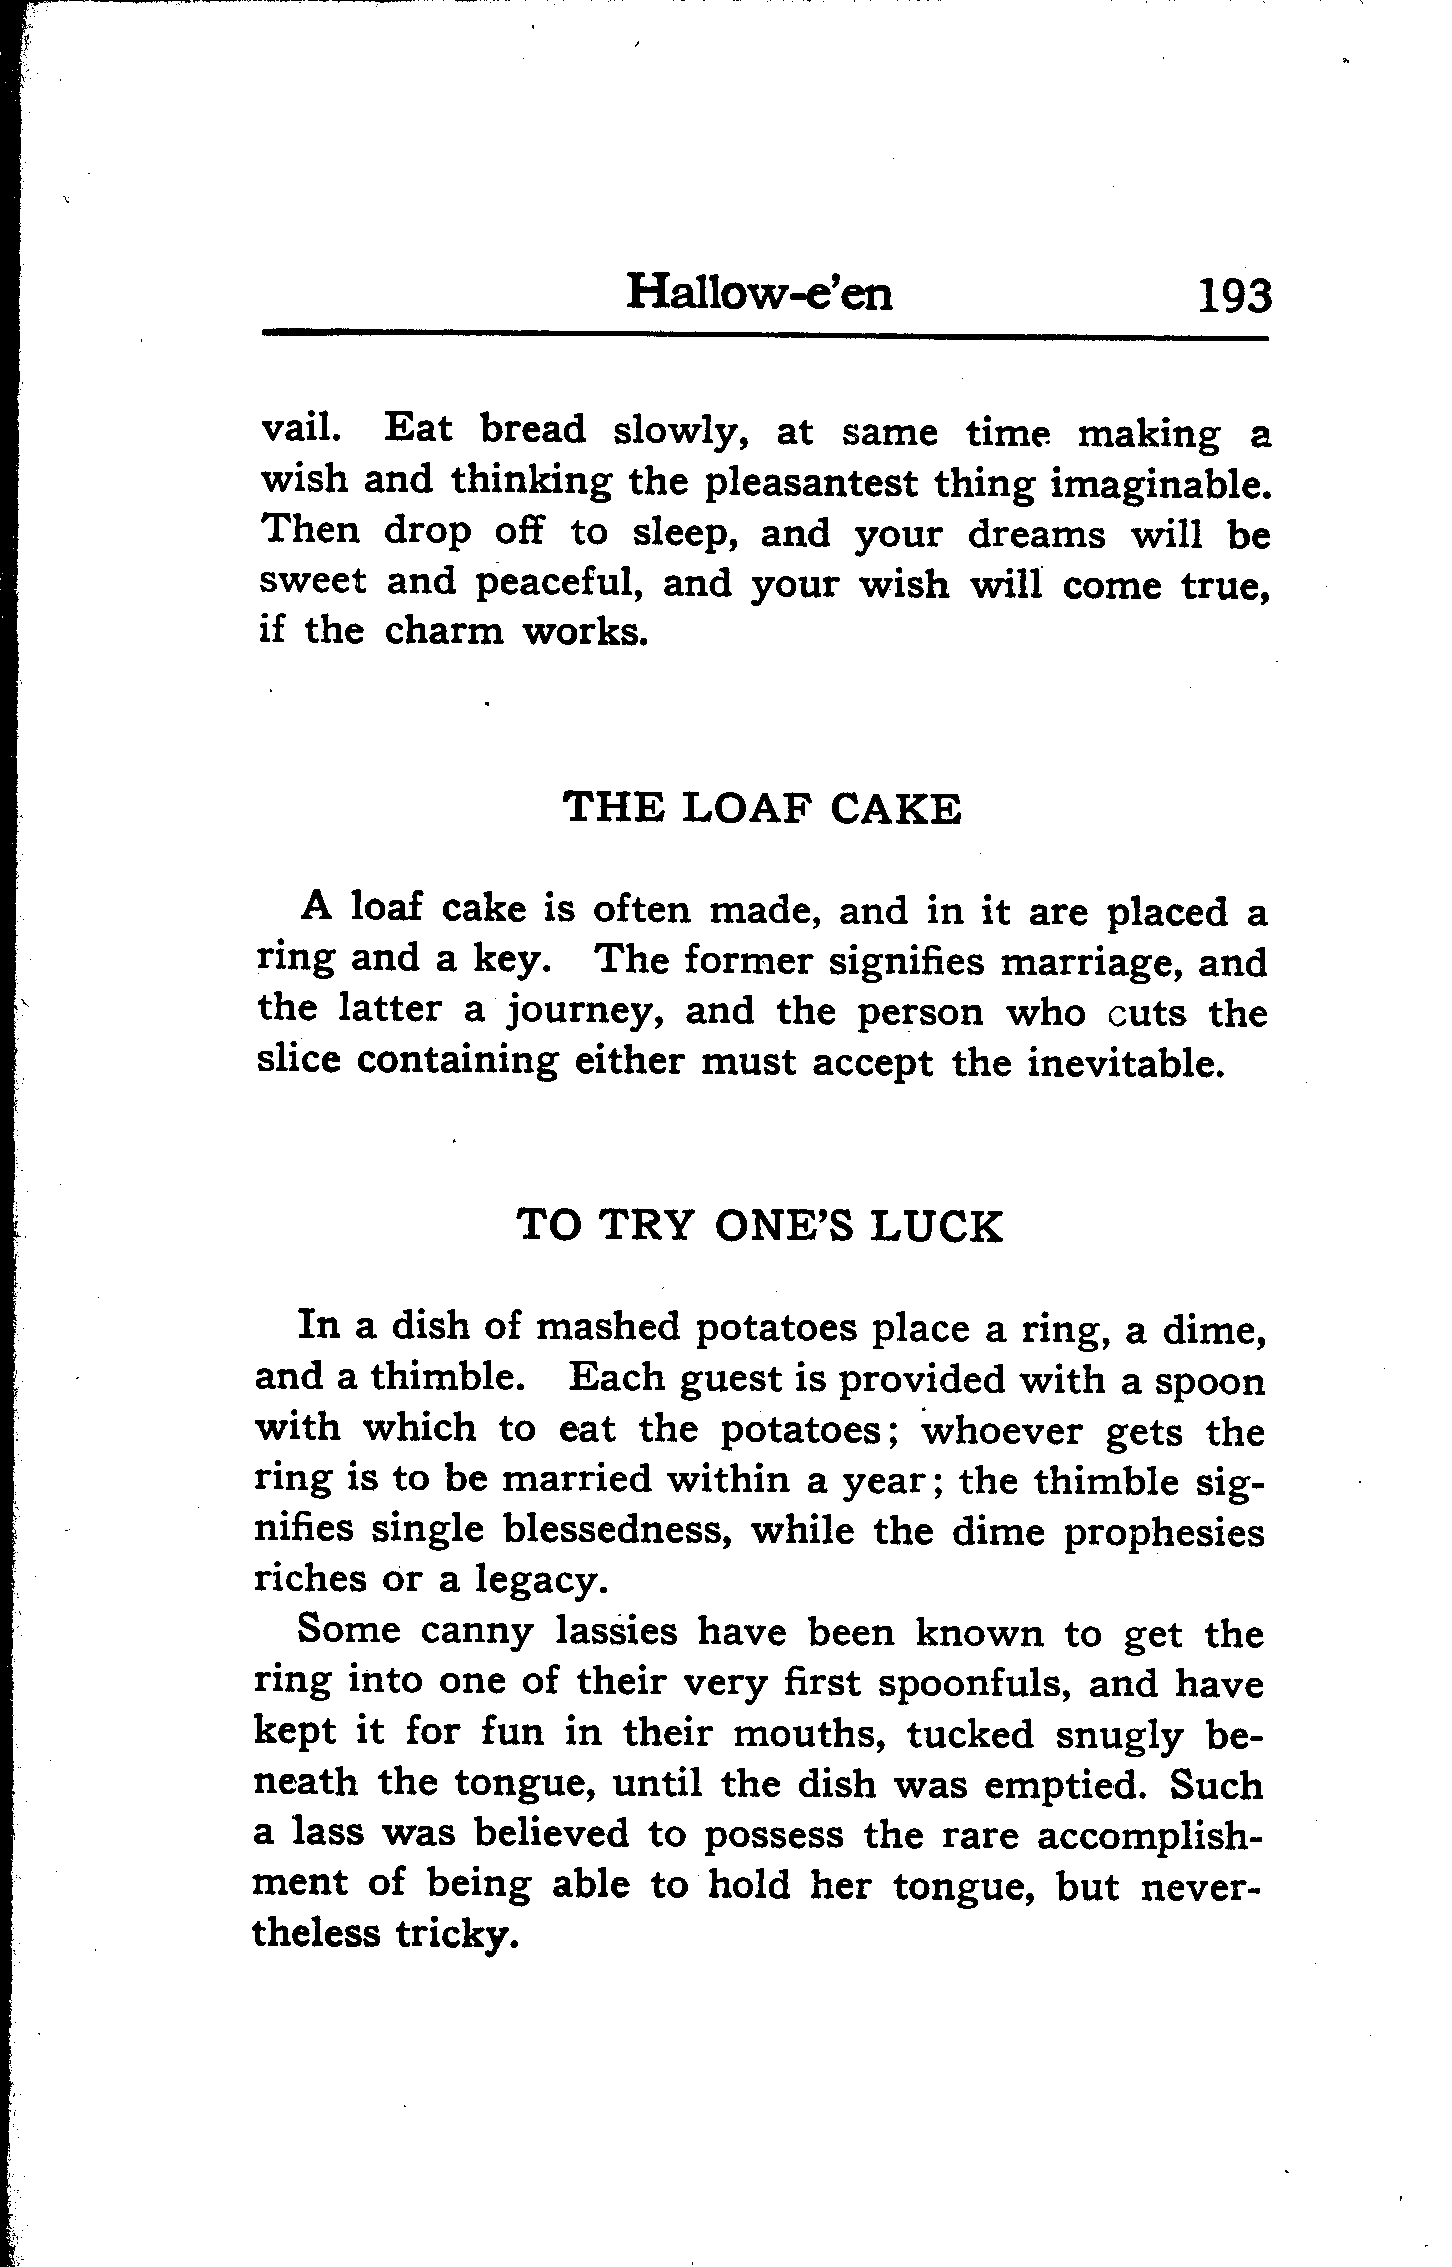 Hallow-e'en 193
vail. Eat bread slowly, at same time making a
wish and thinking the pleasantest thing imaginable.
Then drop off to sleep, and your dreams will be
sweet and peaceful, and your wish will come true,
if the charm works.
THE LOAF CAKE
A loaf cake is often made, and in it are placed a
ring and a key. The former signifies marriage, and
the latter a journey, and the person who cuts the
slice containing either must accept the inevitable.
TO TRY ONE'S LUCK
In a dish of mashed potatoes place a ring, a dime,
and a thimble. Each guest is provided with a spoon
with which to eat the potatoes; whoever gets the
ring is to be married within a year; the thimble sig-
nifies single blessedness, while the dime prophesies
riches or a legacy.
Some canny lassies have been known to get the
ring into one of their very first spoonfuls, and have
kept it for fun in their mouths, tucked snugly be-
neath the tongue, until the dish was emptied. Such
a lass was believed to possess the rare accomplish-
ment of being able to hold her tongue, but never-
theless tricky.